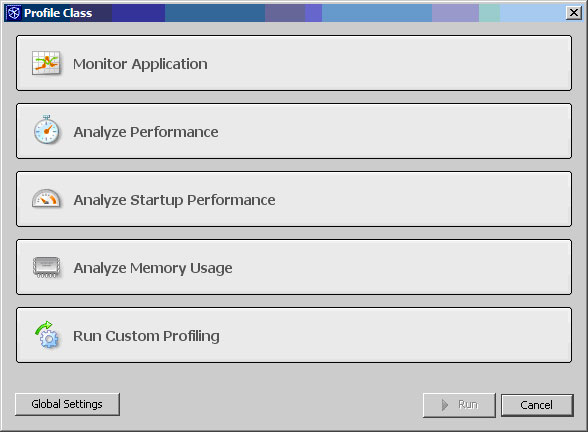 Profile Class
Monitor Application
Analyze Performance
Analyze Startup Performance
Analyze Memory Usage
Run Custom Profiling
Global Settings
Run
Cancel